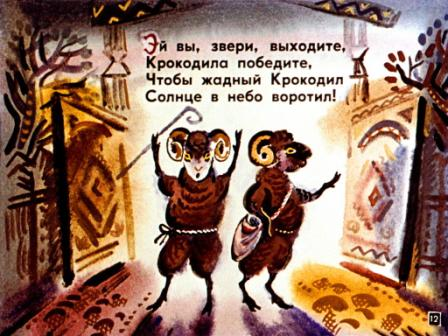 Эй вы, звери, выходите,
Крокодила победите,
Чтобы жадный Крокодил
Солнце в небо воротил!
12